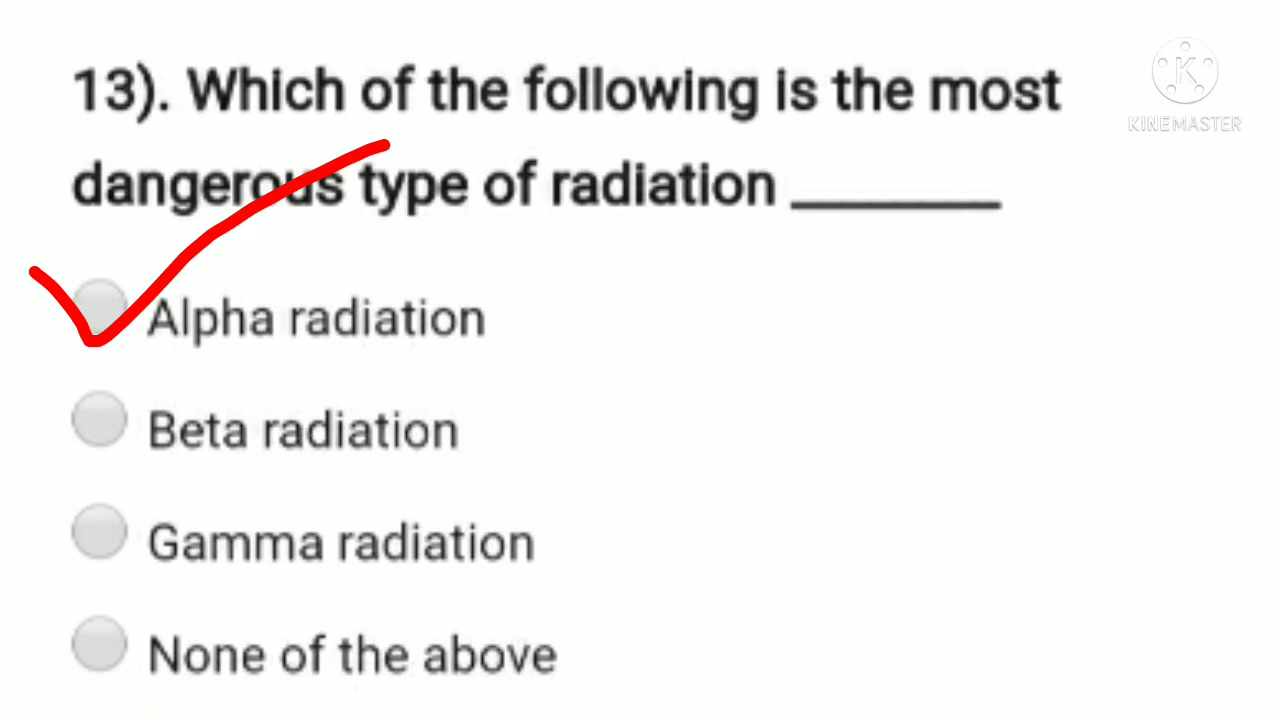 13). Which of the following is the most
dangerous type of radiation ________
Alpha radiation
Beta radiation
Gamma radiation
None of the above
K
KINEMASTER